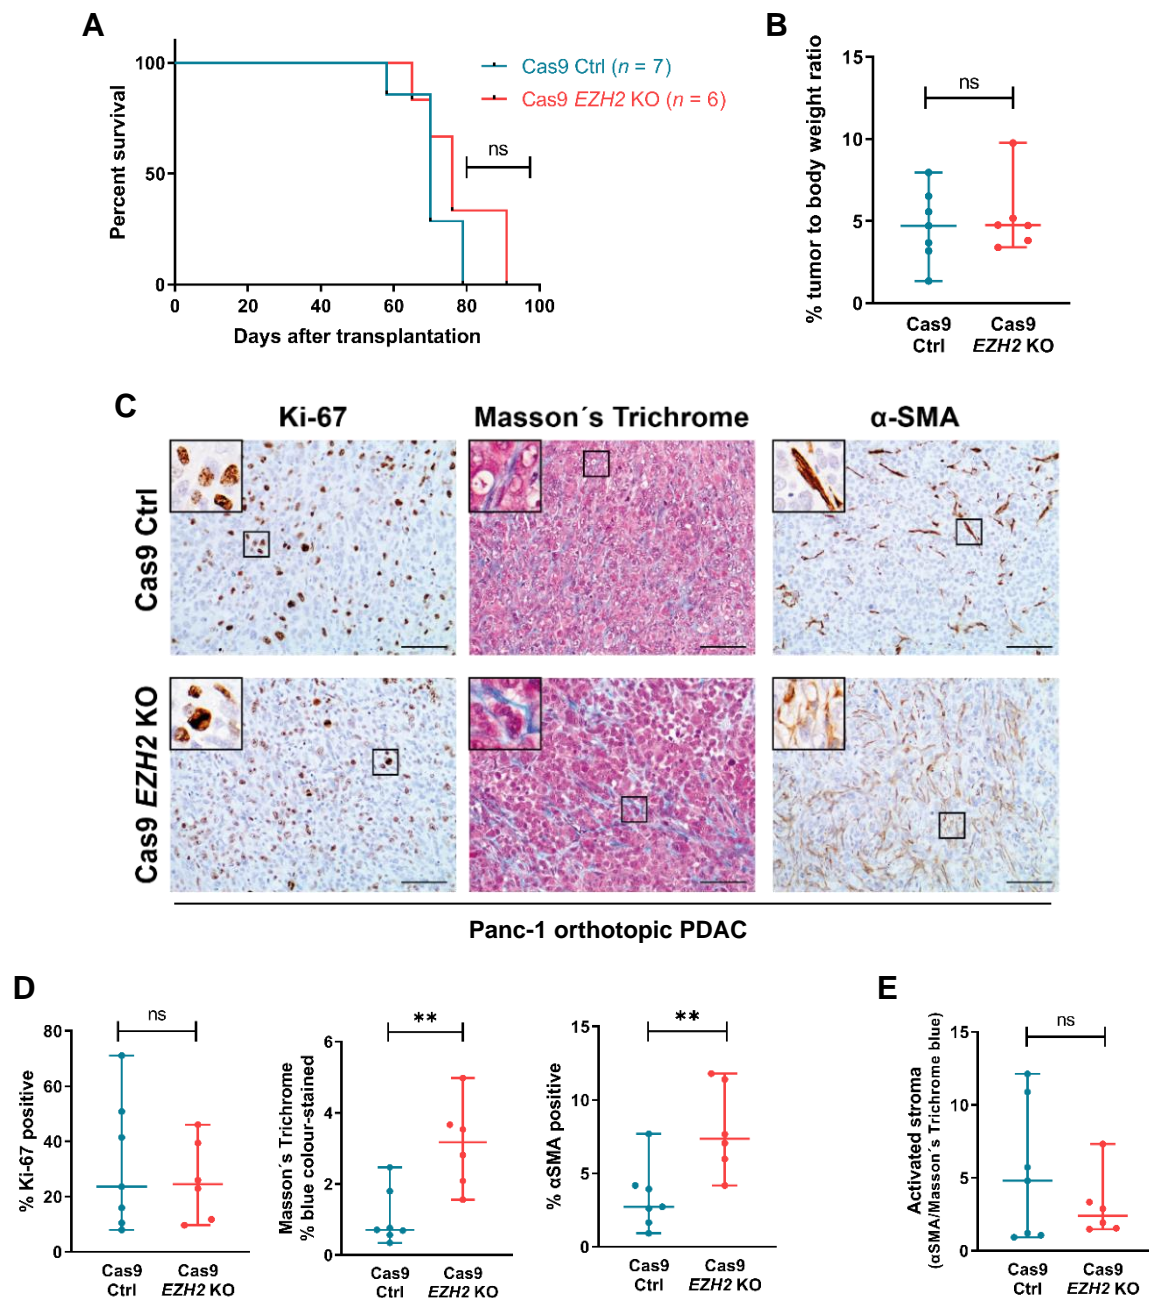 A
Percent survival
100
50
0
0 20 40 60 80 100
Days after transplantation
Cas9 Ctrl (n = 7)
Cas9 EZH2 KO (n = 6)
ns
B
% tumor to body weight ratio
15
10
5
0
ns
Cas9 Ctrl
Cas9 EZH2 KO
C
Ki-67
Masson´s Trichrome
α-SMA
Cas9 Ctrl
Cas9 EZH2 KO
Panc-1 orthotopic PDAC
D
% Ki-67 positive
80
60
40
20
0
ns
Cas9 Ctrl
Cas9 EZH2 KO
Masson´s Trichrome
% blue colour-stained
6
4
2
0
**
Cas9 Ctrl
Cas9 EZH2 KO
% αSMA positive
15
10
5
0
**
Cas9 Ctrl
Cas9 EZH2 KO
E
Activated stroma
(αSMA/Masson´s Trichrome blue)
15
10
5
0
ns
Cas9 Ctrl
Cas9 EZH2 KO